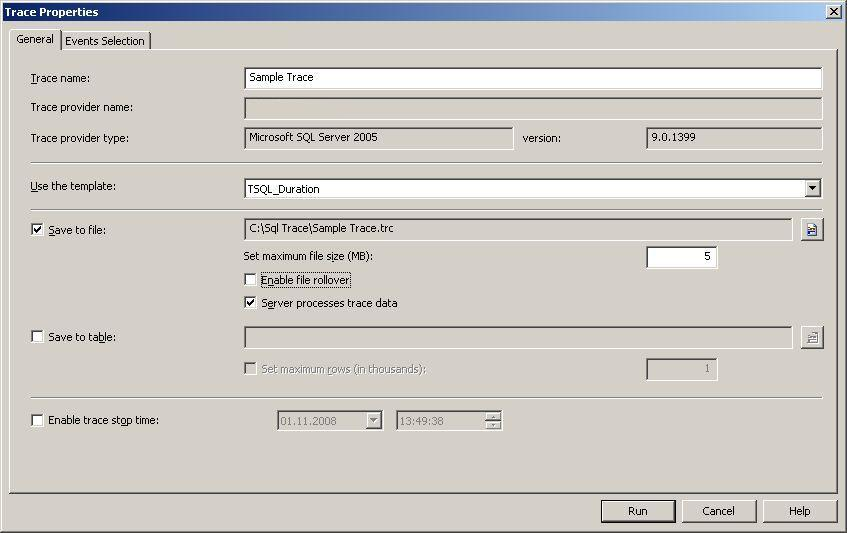 Trace Properties
General
Events Selection
Trace name:
Sample Trace
Trace provider name:
Trace provider type:
Microsoft SQL Server 2005
version:
9.0.1399
Use the template:
TSQL_Duration
Save to file:
C:\Sql Trace\Sample Trace.trc
Set maximum file size (MB):
5
Enable file rollover
Server processes trace data
Save to table:
Set maximum rows (in thousands):
1
Enable trace stop time:
01.11.2008
13:49:38
Run
Cancel
Help